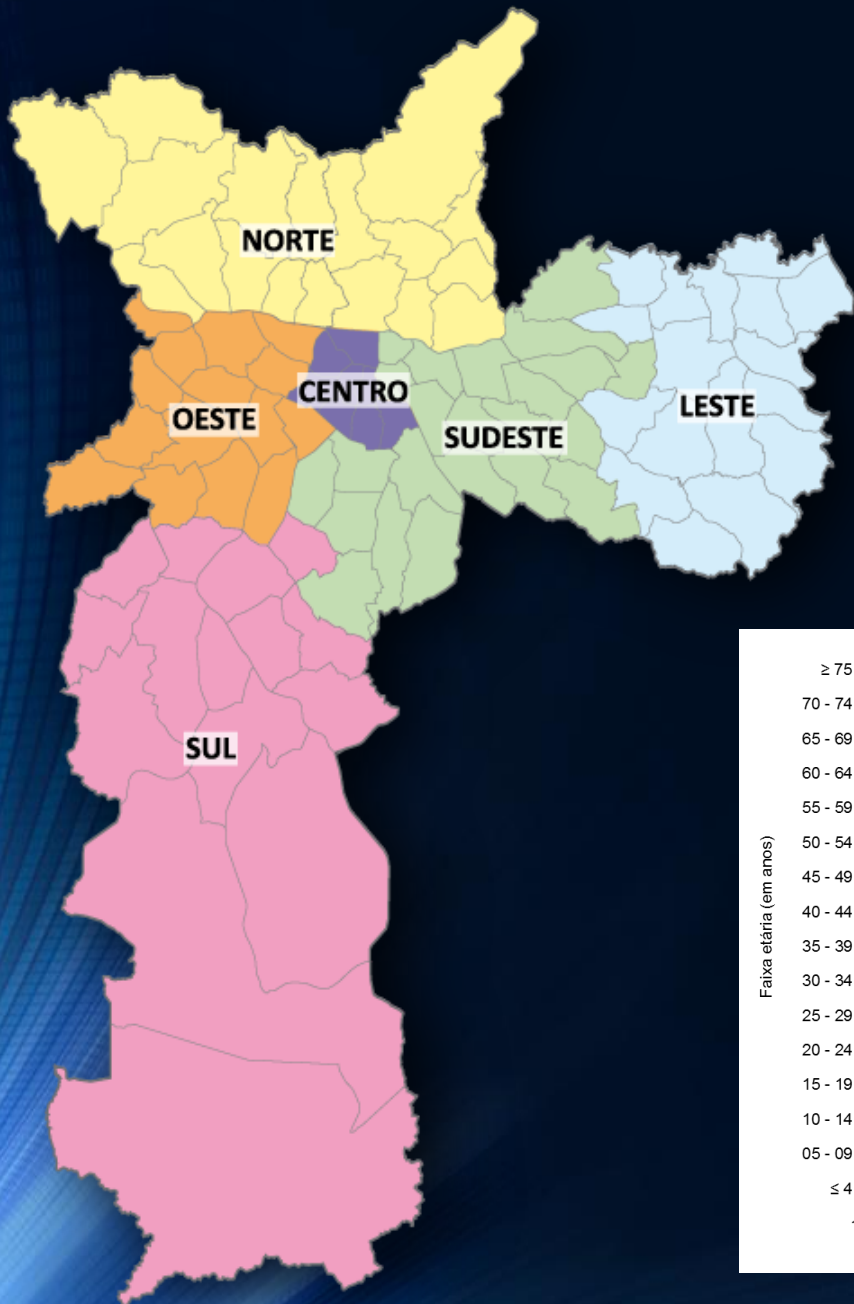 NORTE
CENTRO
OESTE
LESTE
SUDESTE
SUL
Faixa etária (em anos)
≥ 75
70 - 74
65 - 69
60 - 64
55 - 59
50 - 54
45 - 49
40 - 44
35 - 39
30 - 34
25 - 29
20 - 24
15 - 19
10 - 14
05 - 09
≤ 4